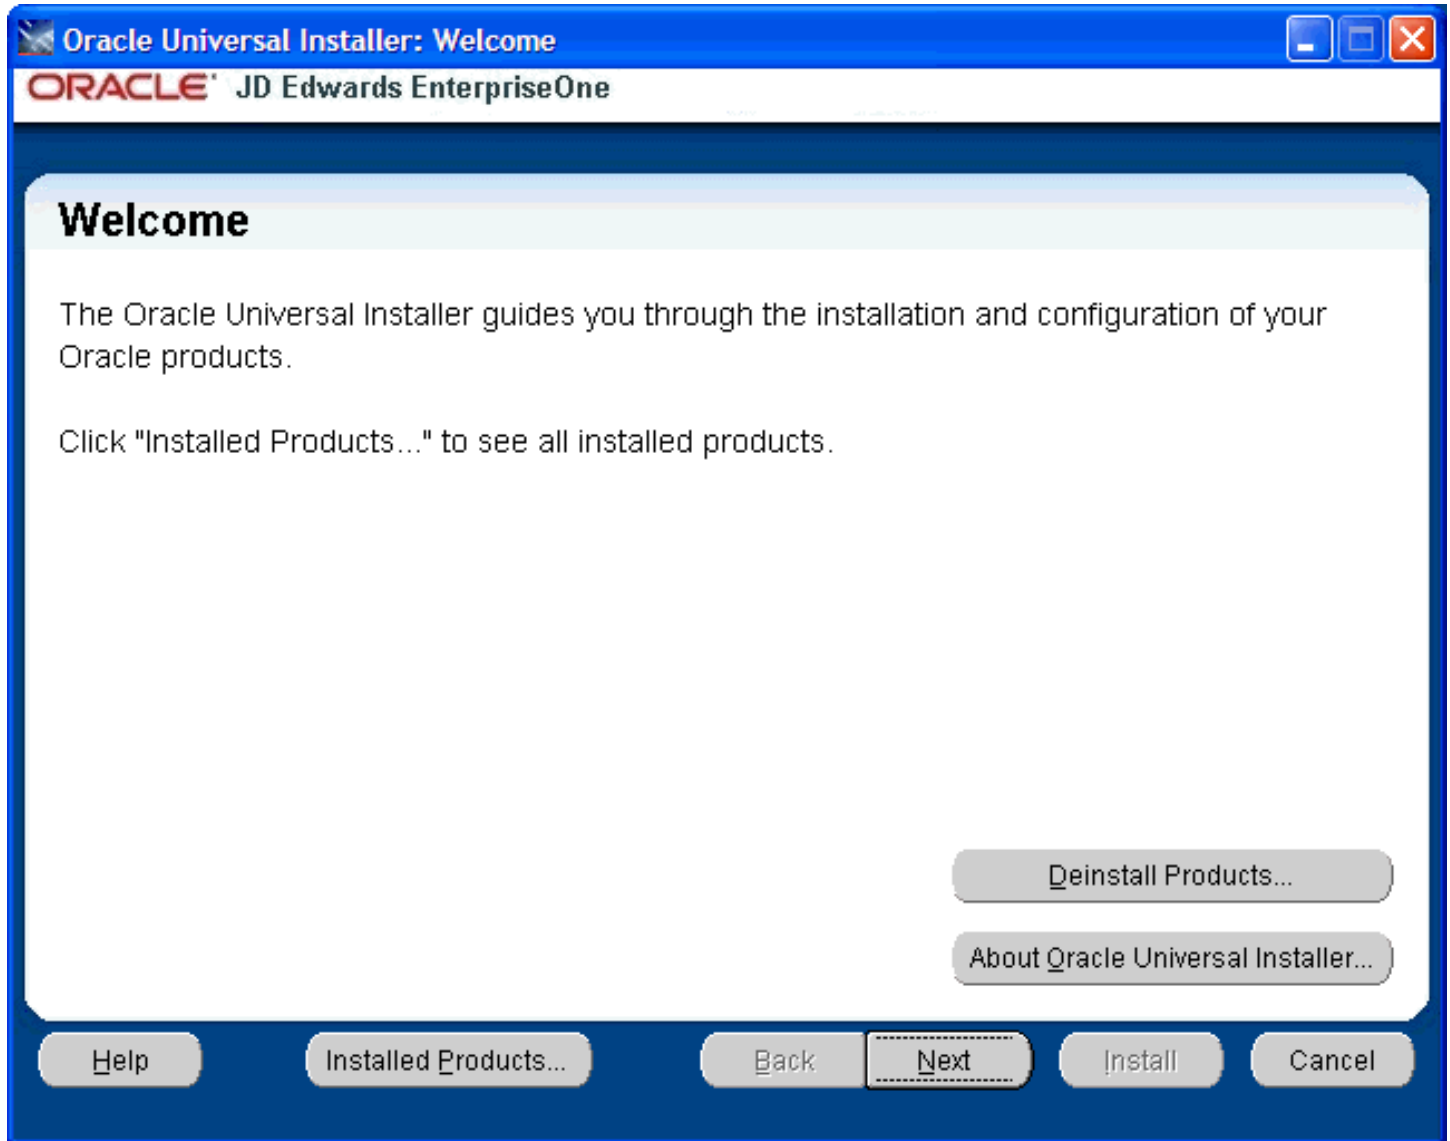 Oracle Universal Installer: Welcome
ORACLE JD Edwards EnterpriseOne
Welcome
The Oracle Universal Installer guides you through the installation and configuration of your
Oracle products.
Click "Installed Products..." to see all installed products.
Deinstall Products...
About Oracle Universal Installer...
Help Installed Products... Back Next Install Cancel